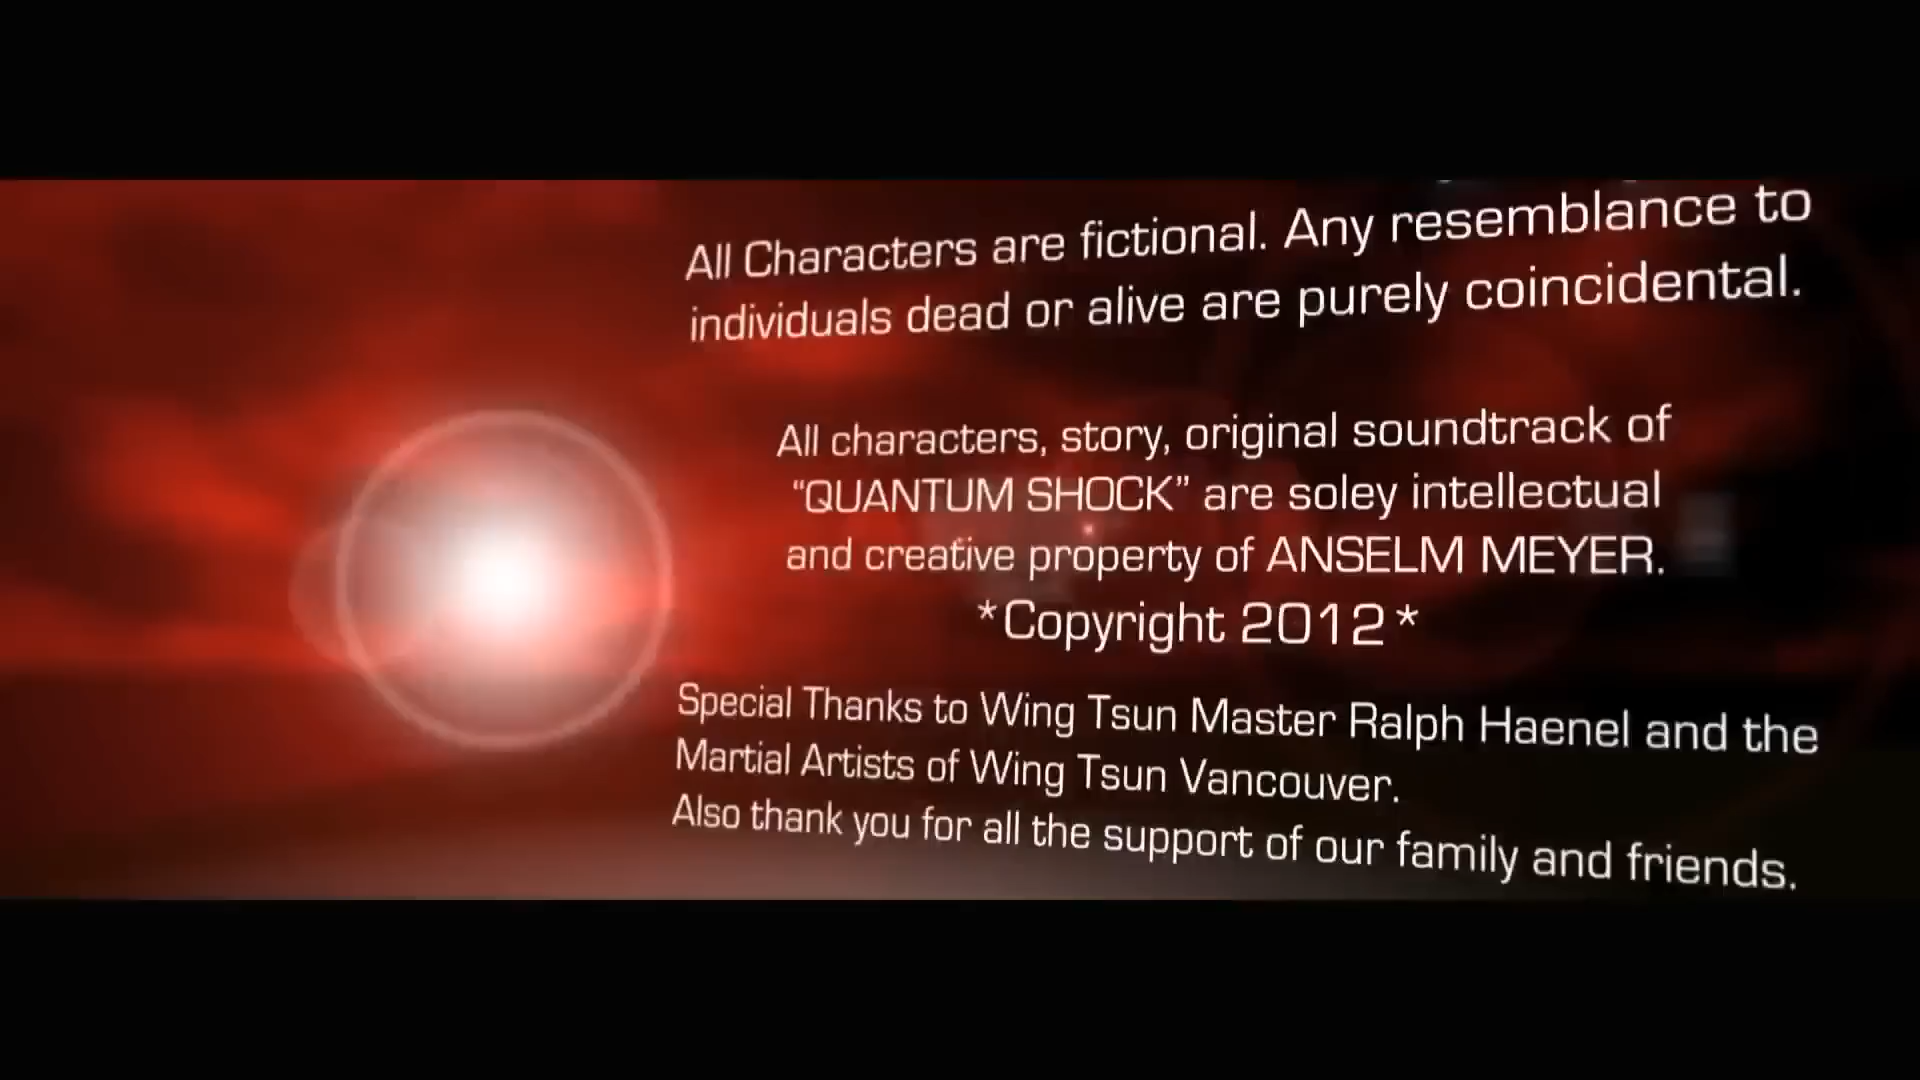 All Characters are fictional. Any resemblance to
individuals dead or alive are purely coincidental.
All characters, story, original soundtrack of
“QUANTUM SHOCK” are soley intellectual
and creative property of ANSELM MEYER.
*Copyright 2012*
Special Thanks to Wing Tsun Master Ralph Haenel and the
Martial Artists of Wing Tsun Vancouver.
Also thank you for all the support of our family and friends.